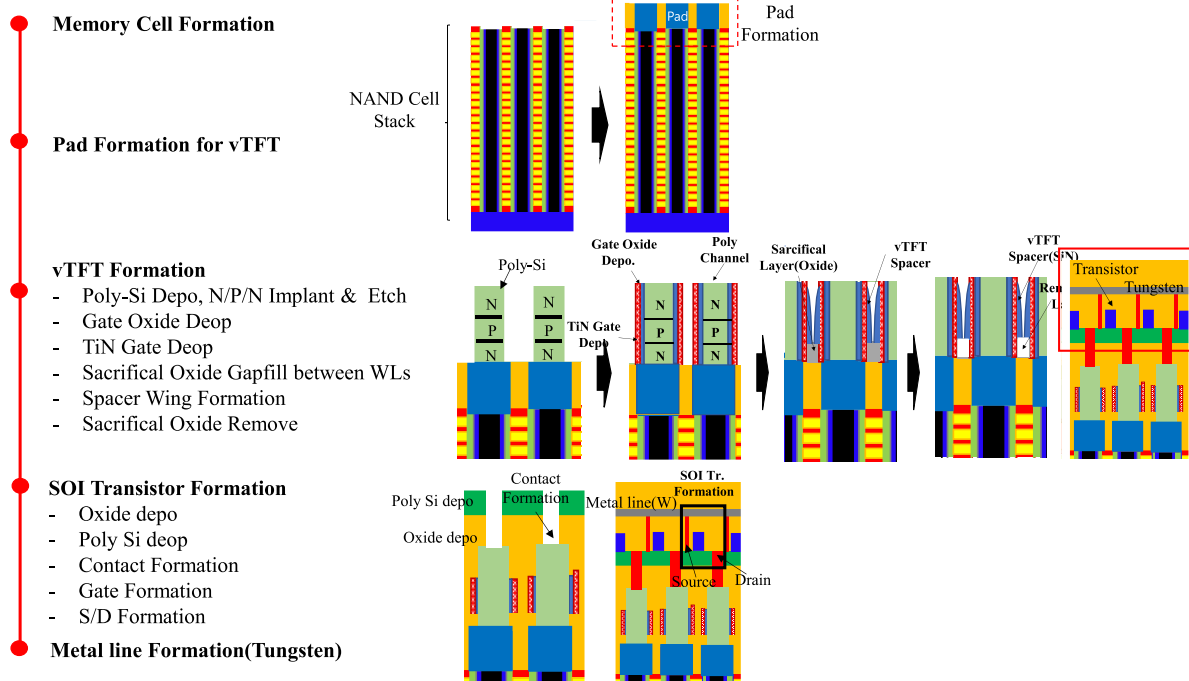 Memory Cell Formation
Pad Formation for vTFT
vTFT Formation
- Poly-Si Depo, N/P/N Implant & Etch
- Gate Oxide Deop
- TiN Gate Deop
- Sacrifical Oxide Gapfill between WLs
- Spacer Wing Formation
- Sacrifical Oxide Remove
SOI Transistor Formation
- Oxide depo
- Poly Si deop
- Contact Formation
- Gate Formation
- S/D Formation
Metal line Formation(Tungsten)
NAND Cell
Stack
Pad
Pad
Formation
Poly-Si
N
P
N
N
P
N
Gate Oxide
Depo.
Poly
Channel
TiN Gate
Depo
N
P
N
N
P
N
Sarcifical
Layer(Oxide)
vTFT
Spacer
vTFT
Spacer(SiN)
Transistor
Tungsten
Poly Si depo
Contact
Formation
Oxide depo
Metal line(W)
SOI Tr.
Formation
Source
Drain